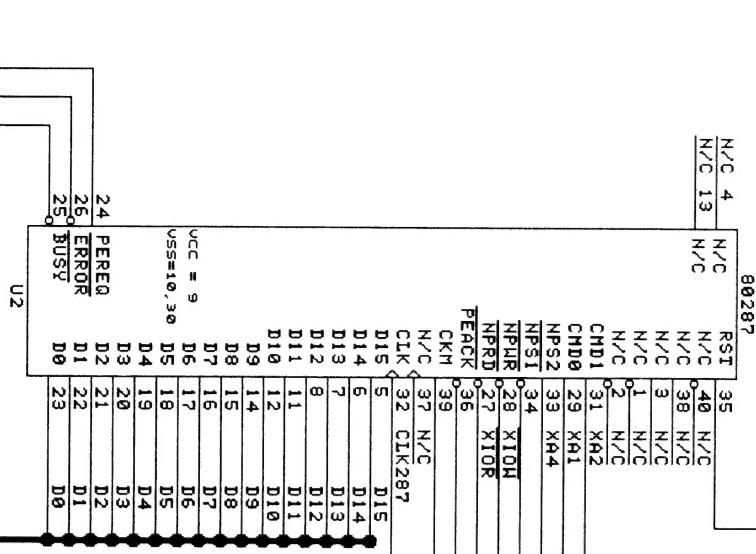 80287
N/C 4 N/C RST 35
N/C 13 N/C N/C 40 N/C
N/C 38 N/C
N/C 3 N/C
N/C 1 N/C
N/C 2 N/C
CMD1 31 XA2
CMD0 29 XA1
NPS2 33 XA4
NPS1 34
NPWR 28 XIOW
NPRD 27 XIOR
PEACK 36
CKM 39
N/C 37 N/C
CLK 32 CLK287
D15 5 D15
D14 6 D14
D13 7 D13
D12 8 D12
D11 11 D11
D10 12 D10
D9 14 D9
D8 15 D8
D7 16 D7
VCC = 9 D6 17 D6
VSS=10,30 D5 18 D5
D4 19 D4
D3 20 D3
24 PEREQ D2 21 D2
26 ERROR D1 22 D1
25 BUSY D0 23 D0
U2